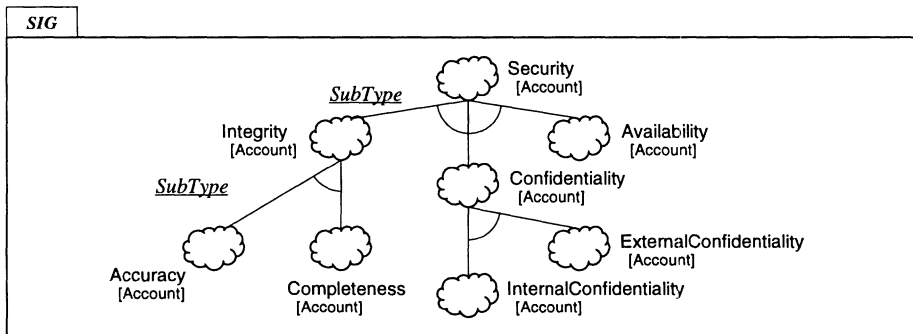 SIG
Security
[Account]
SubType
Integrity
[Account]
Availability
[Account]
SubType
Confidentiality
[Account]
ExternalConfidentiality
[Account]
Accuracy
[Account]
Completeness
[Account]
InternalConfidentiality
[Account]